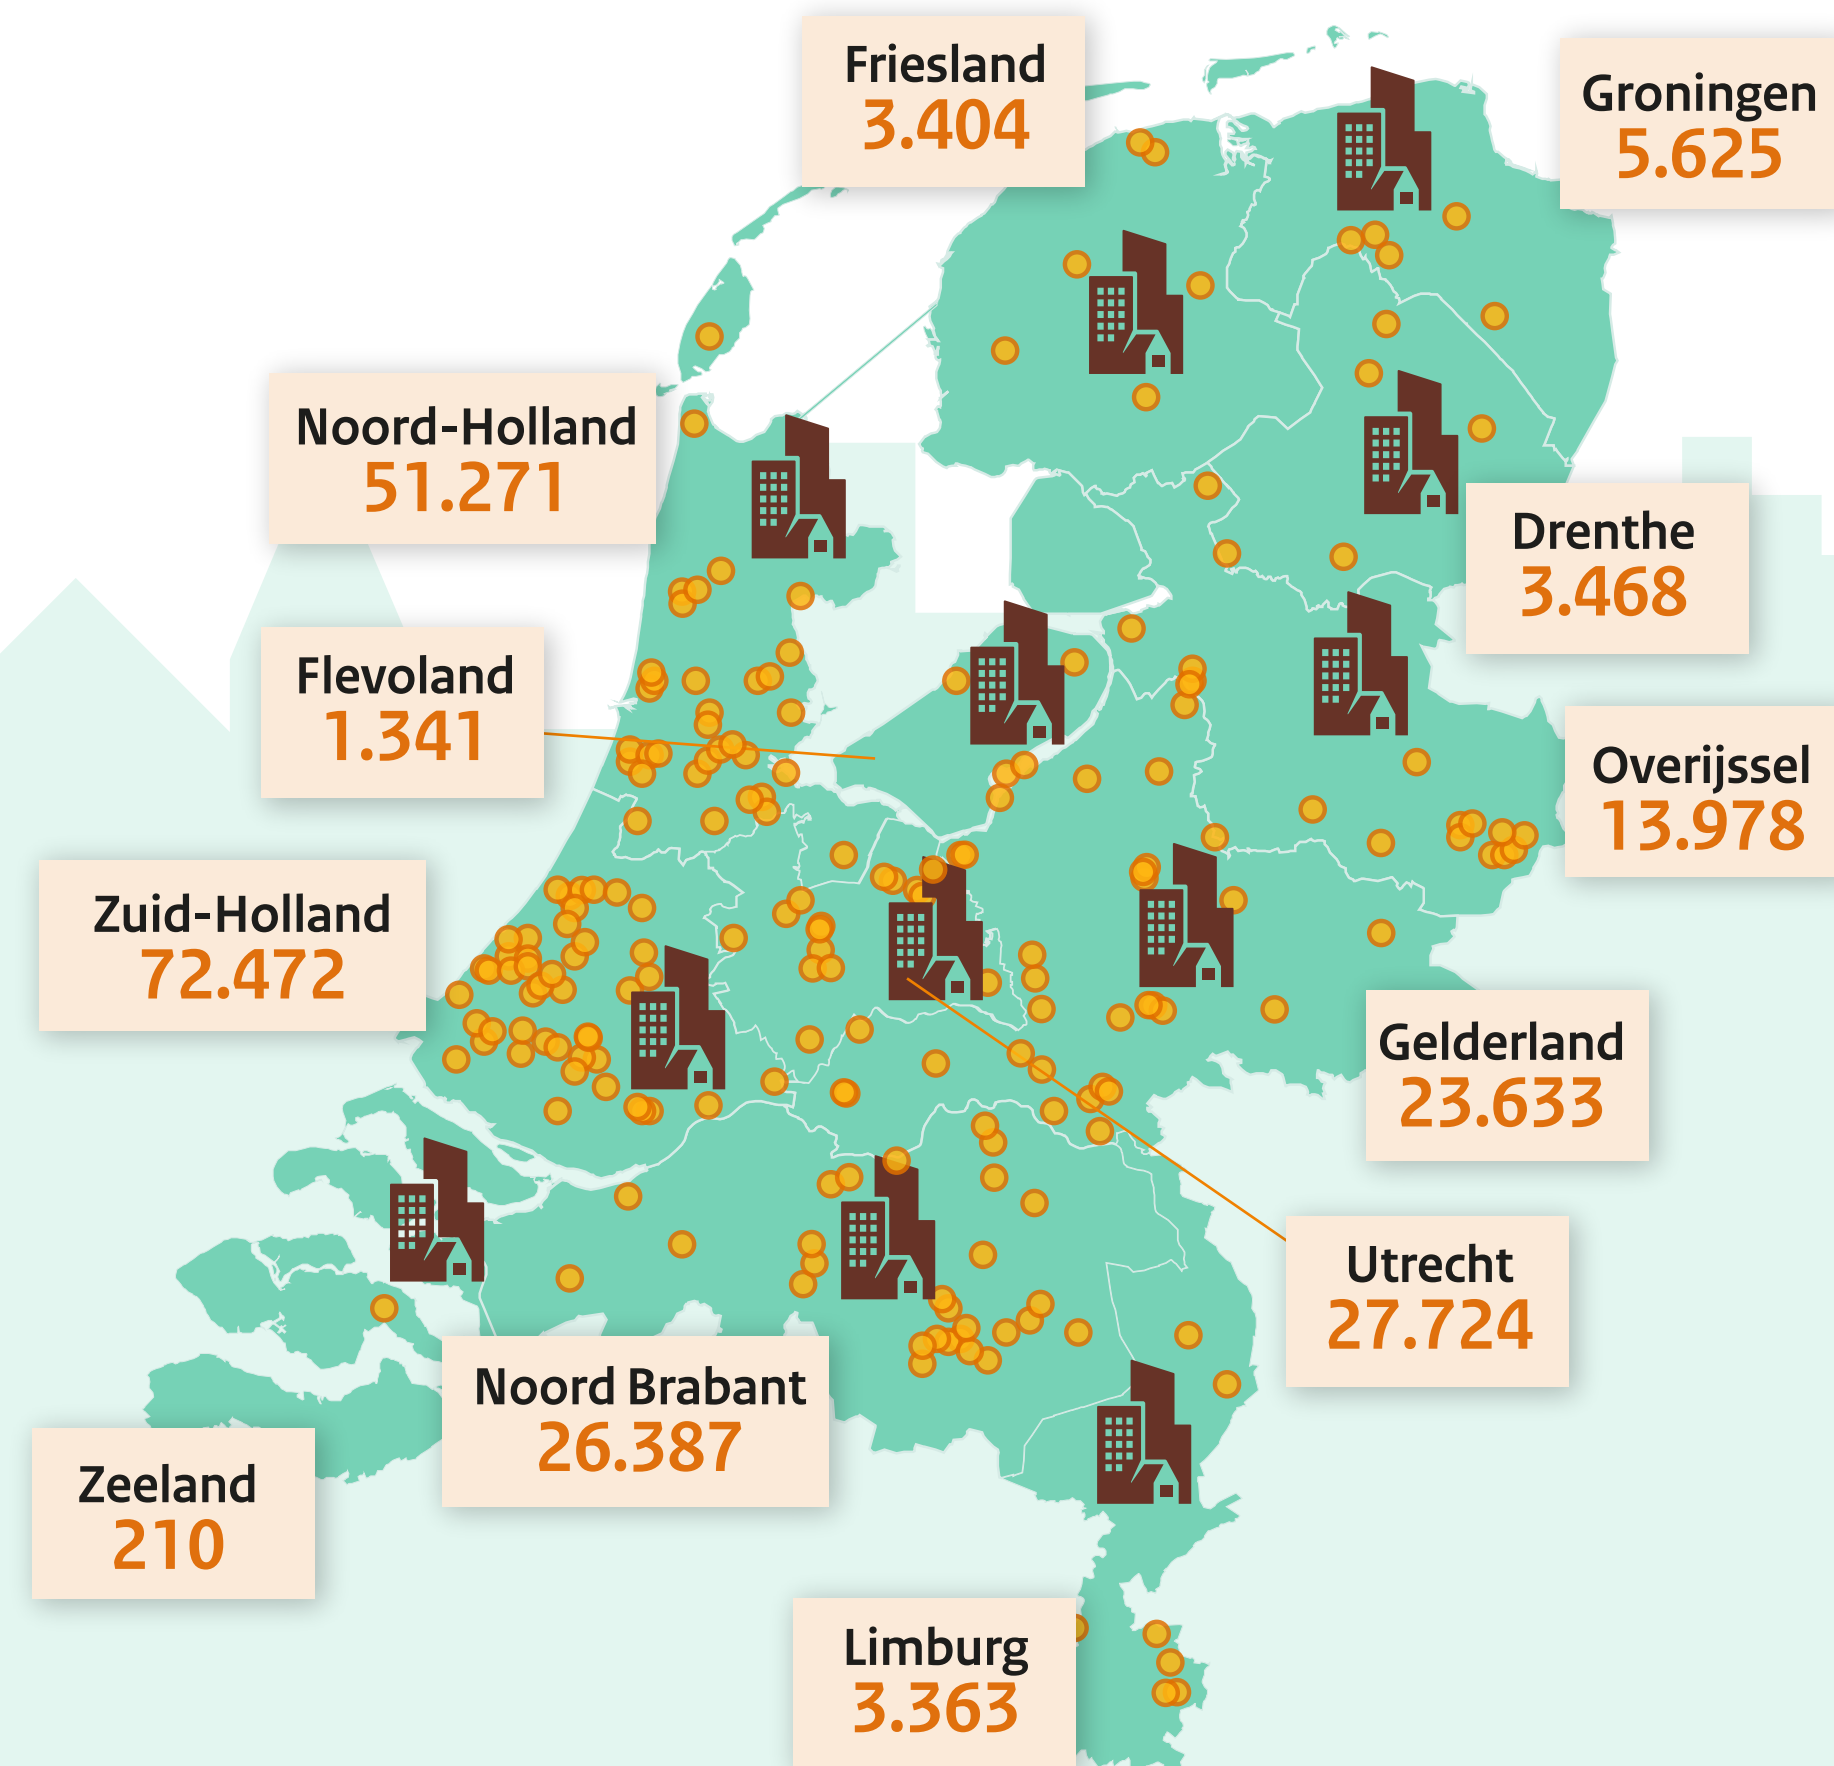 Friesland
3.404
Groningen
5.625
Noord-Holland
51.271
Drenthe
3.468
Flevoland
1.341
Overijssel
13.978
Zuid-Holland
72.472
Gelderland
23.633
Utrecht
27.724
Noord Brabant
26.387
Zeeland
210
Limburg
3.363